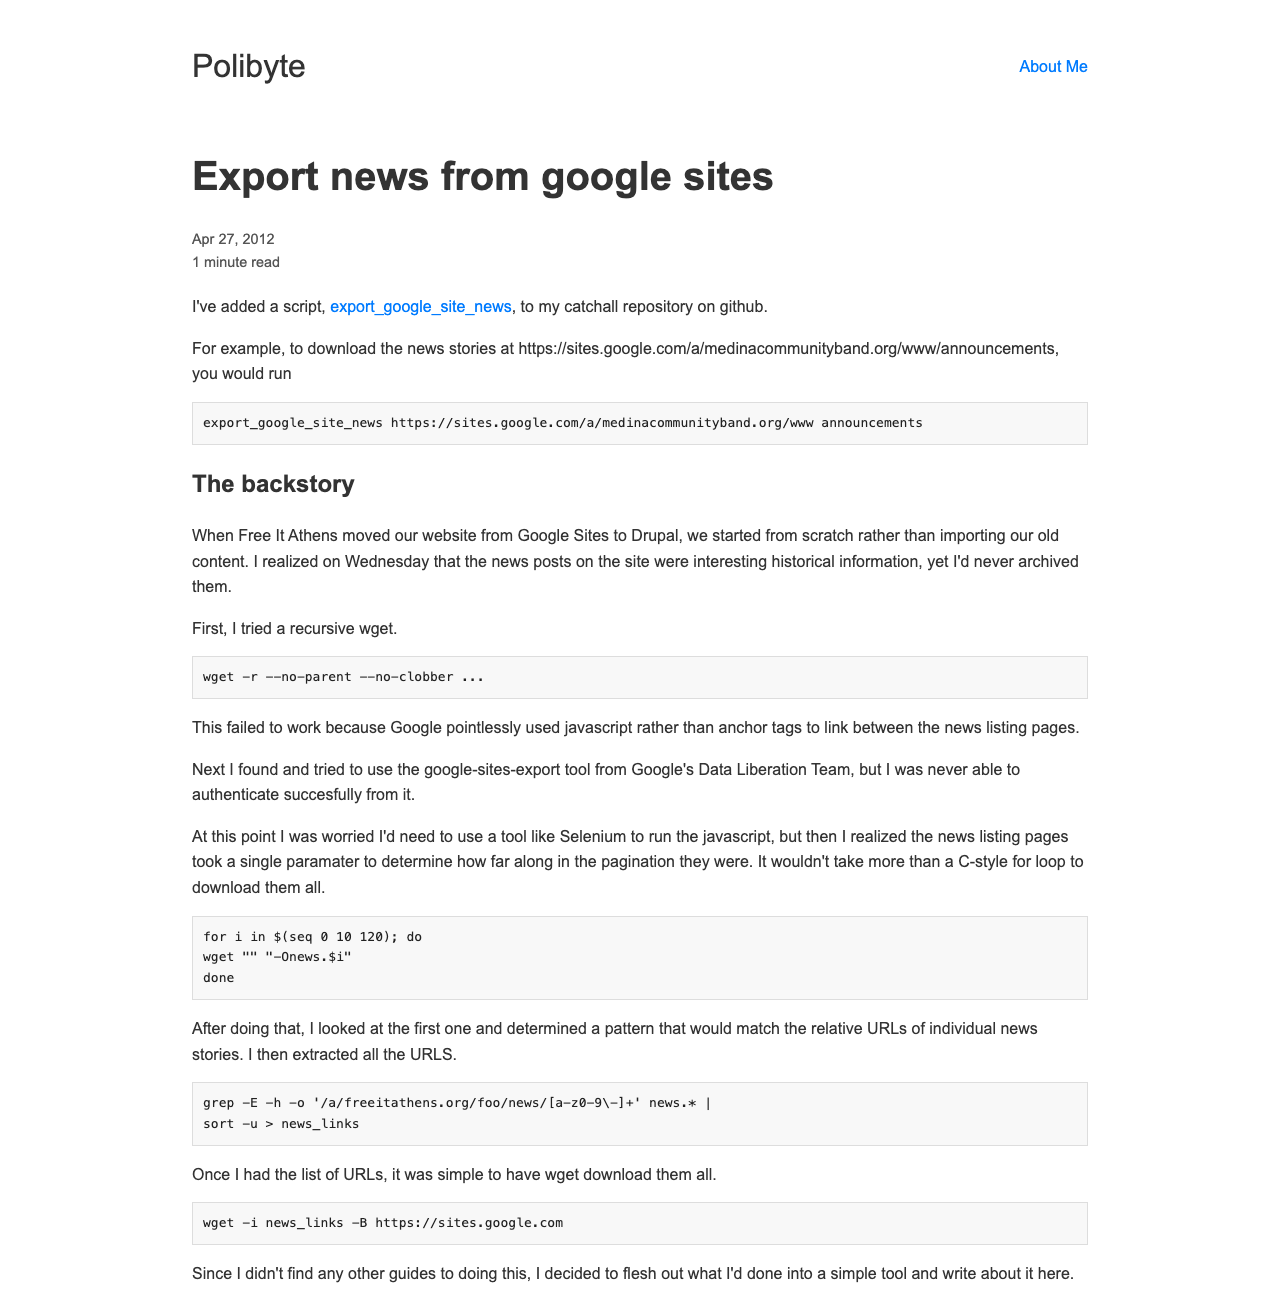 Polibyte
About Me
Export news from google sites
Apr 27, 2012
1 minute read
I've added a script, export_google_site_news, to my catchall repository on github.
For example, to download the news stories at https://sites.google.com/a/medinacommunityband.org/www/announcements,
you would run
export_google_site_news https://sites.google.com/a/medinacommunityband.org/www announcements
The backstory
When Free It Athens moved our website from Google Sites to Drupal, we started from scratch rather than importing our old
content. I realized on Wednesday that the news posts on the site were interesting historical information, yet I'd never archived
them.
First, I tried a recursive wget.
wget -r --no-parent --no-clobber ...
This failed to work because Google pointlessly used javascript rather than anchor tags to link between the news listing pages.
Next I found and tried to use the google-sites-export tool from Google's Data Liberation Team, but I was never able to
authenticate succesfully from it.
At this point I was worried I'd need to use a tool like Selenium to run the javascript, but then I realized the news listing pages
took a single paramater to determine how far along in the pagination they were. It wouldn't take more than a C-style for loop to
download them all.
for i in $(seq 0 10 120); do
wget "" "-Onews.$i"
done
After doing that, I looked at the first one and determined a pattern that would match the relative URLs of individual news
stories. I then extracted all the URLS.
grep -E -h -o '/a/freeitathens.org/foo/news/[a-z0-9\-]+' news.* |
sort -u > news_links
Once I had the list of URLs, it was simple to have wget download them all.
wget -i news_links -B https://sites.google.com
Since I didn't find any other guides to doing this, I decided to flesh out what I'd done into a simple tool and write about it here.